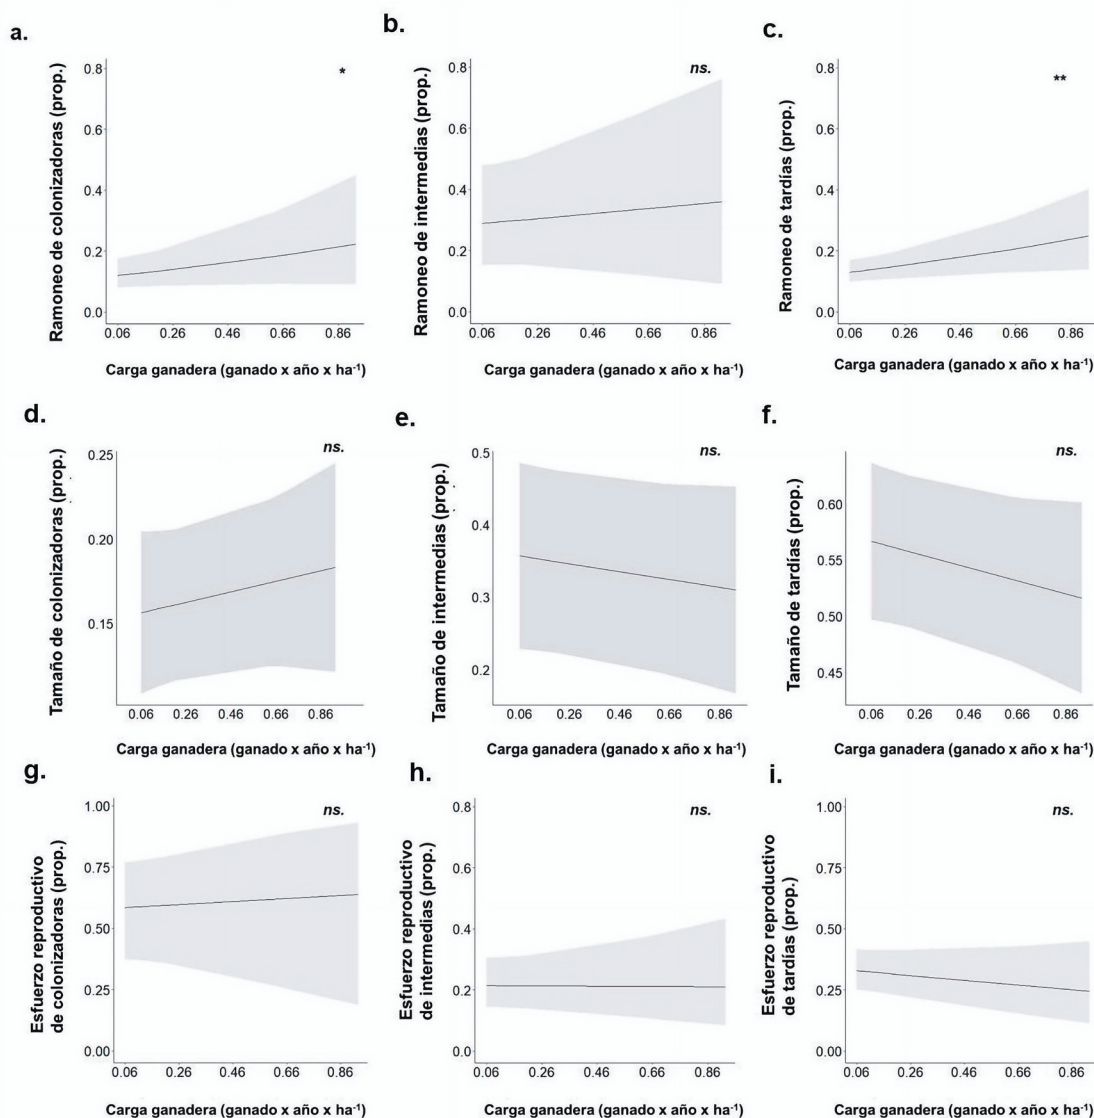 a.
Ramoneo de colonizadoras (prop.)
0.8
0.6
0.4
0.2
0.0
*
0.06 0.26 0.46 0.66 0.86
Carga ganadera (ganado x año x ha⁻¹)
b.
Ramoneo de intermedias (prop.)
0.8
0.6
0.4
0.2
0.0
ns.
0.06 0.26 0.46 0.66 0.86
Carga ganadera (ganado x año x ha⁻¹)
c.
Ramoneo de tardías (prop.)
0.8
0.6
0.4
0.2
0.0
**
0.06 0.26 0.46 0.66 0.86
Carga ganadera (ganado x año x ha⁻¹)
d.
Tamaño de colonizadoras (prop.)
0.25
0.20
0.15
ns.
0.06 0.26 0.46 0.66 0.86
Carga ganadera (ganado x año x ha⁻¹)
e.
Tamaño de intermedias (prop.)
0.5
0.4
0.3
0.2
ns.
0.06 0.26 0.46 0.66 0.86
Carga ganadera (ganado x año x ha⁻¹)
f.
Tamaño de tardías (prop.)
0.60
0.55
0.50
0.45
ns.
0.06 0.26 0.46 0.66 0.86
Carga ganadera (ganado x año x ha⁻¹)
g.
Esfuerzo reproductivo
de colonizadoras (prop.)
1.00
0.75
0.50
0.25
0.00
ns.
0.06 0.26 0.46 0.66 0.86
Carga ganadera (ganado x año x ha⁻¹)
h.
Esfuerzo reproductivo
de intermedias (prop.)
0.8
0.6
0.4
0.2
0.0
ns.
0.06 0.26 0.46 0.66 0.86
Carga ganadera (ganado x año x ha⁻¹)
i.
Esfuerzo reproductivo
de tardías (prop.)
1.00
0.75
0.50
0.25
0.00
ns.
0.06 0.26 0.46 0.66 0.86
Carga ganadera (ganado x año x ha⁻¹)